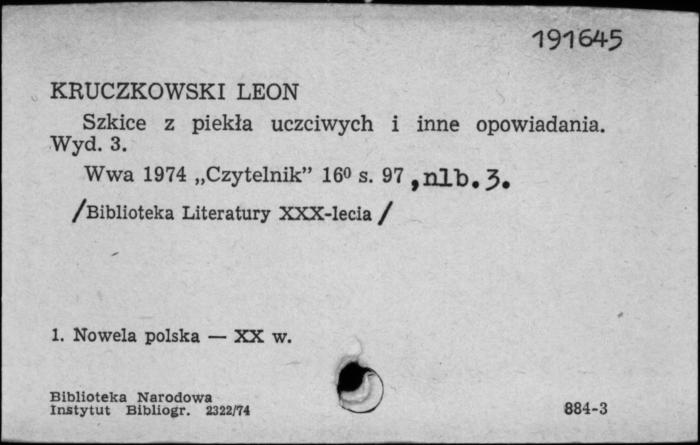 191645
KRUCZKOWSKI LEON
Szkice z piekła uczciwych i inne opowiadania.
Wyd. 3.
Wwa 1974 „Czytelnik” 16⁰ s. 97, nlb. 3.
/Biblioteka Literatury XXX-lecia/
1. Nowela polska — XX w.
Biblioteka Narodowa
Instytut Bibliogr. 2322/74
884-3